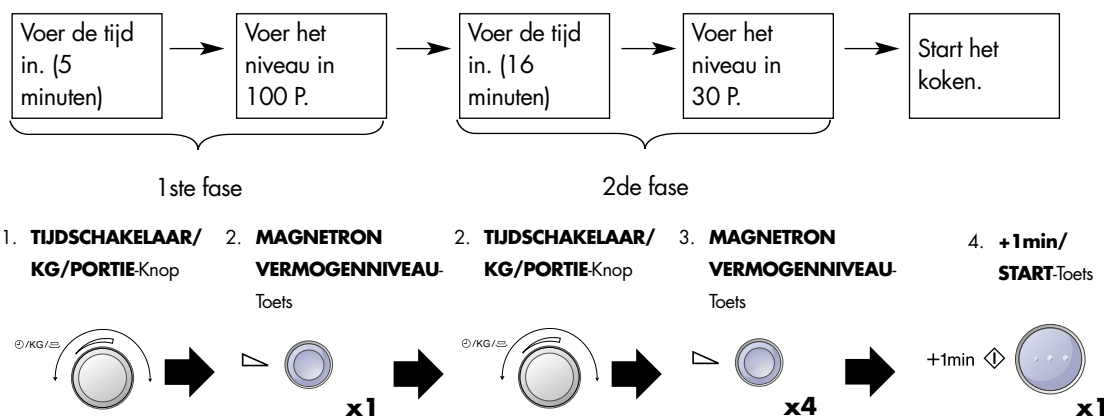 Voer de tijd
in. (5
minuten)
Voer het
niveau in
100 P.
Voer de tijd
in. (16
minuten)
Voer het
niveau in
30 P.
Start het
koken.
1ste fase
2de fase
1. TIJDSCHAKELAAR/
KG/PORTIE-Knop
2. MAGNETRON
VERMOGENNIVEAU-
Toets
2. TIJDSCHAKELAAR/
KG/PORTIE-Knop
3. MAGNETRON
VERMOGENNIVEAU-
Toets
4. +1min/
START-Toets
/KG/
x1
/KG/
x4
+1min
x1